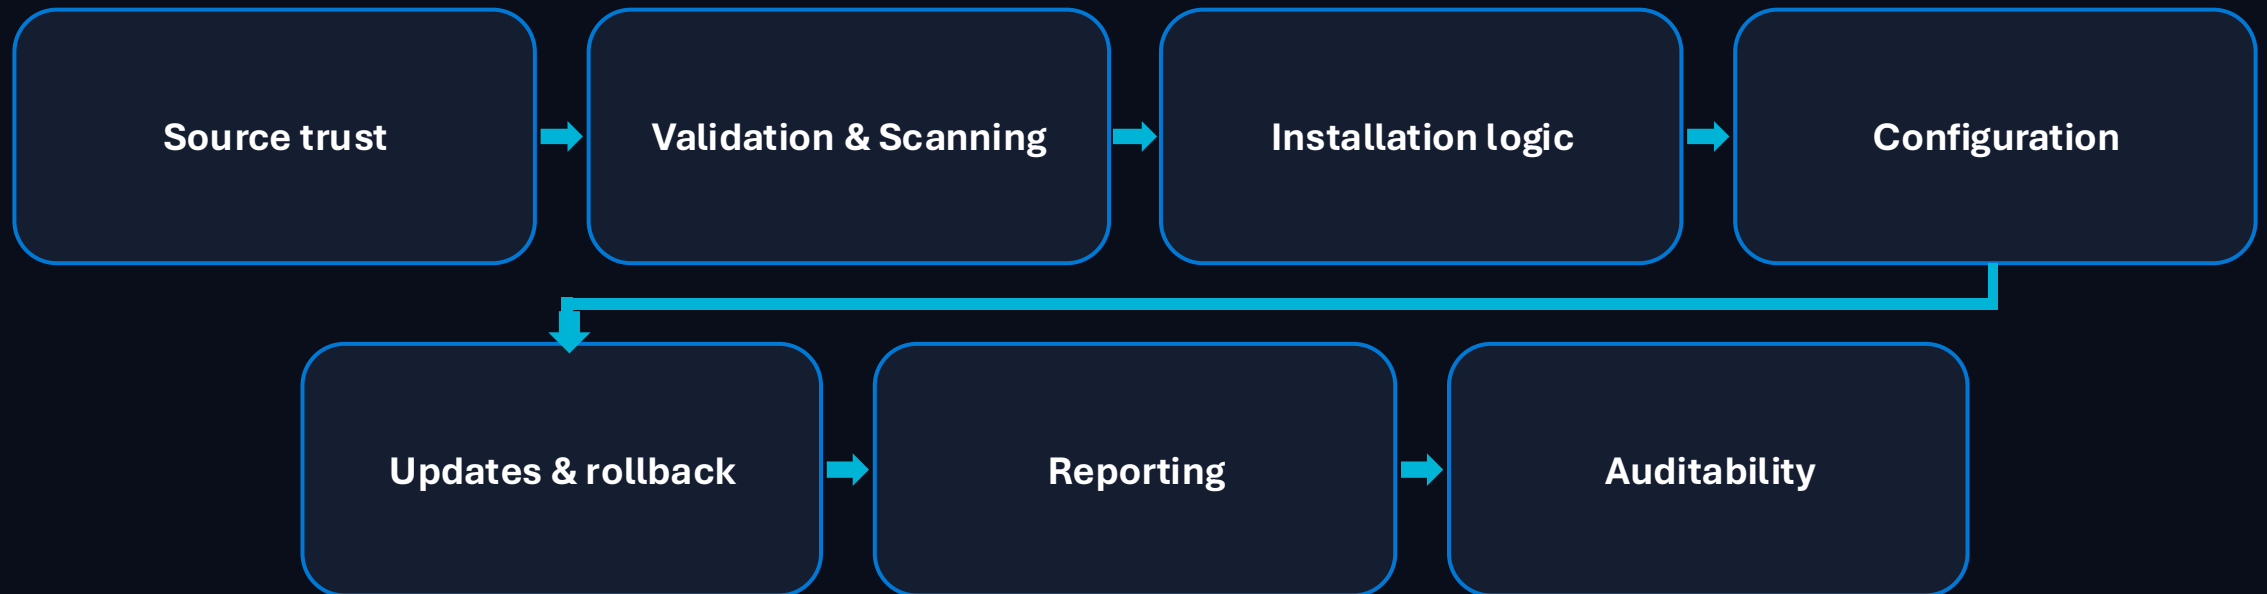 Source trust
Validation & Scanning
Installation logic
Configuration
Updates & rollback
Reporting
Auditability